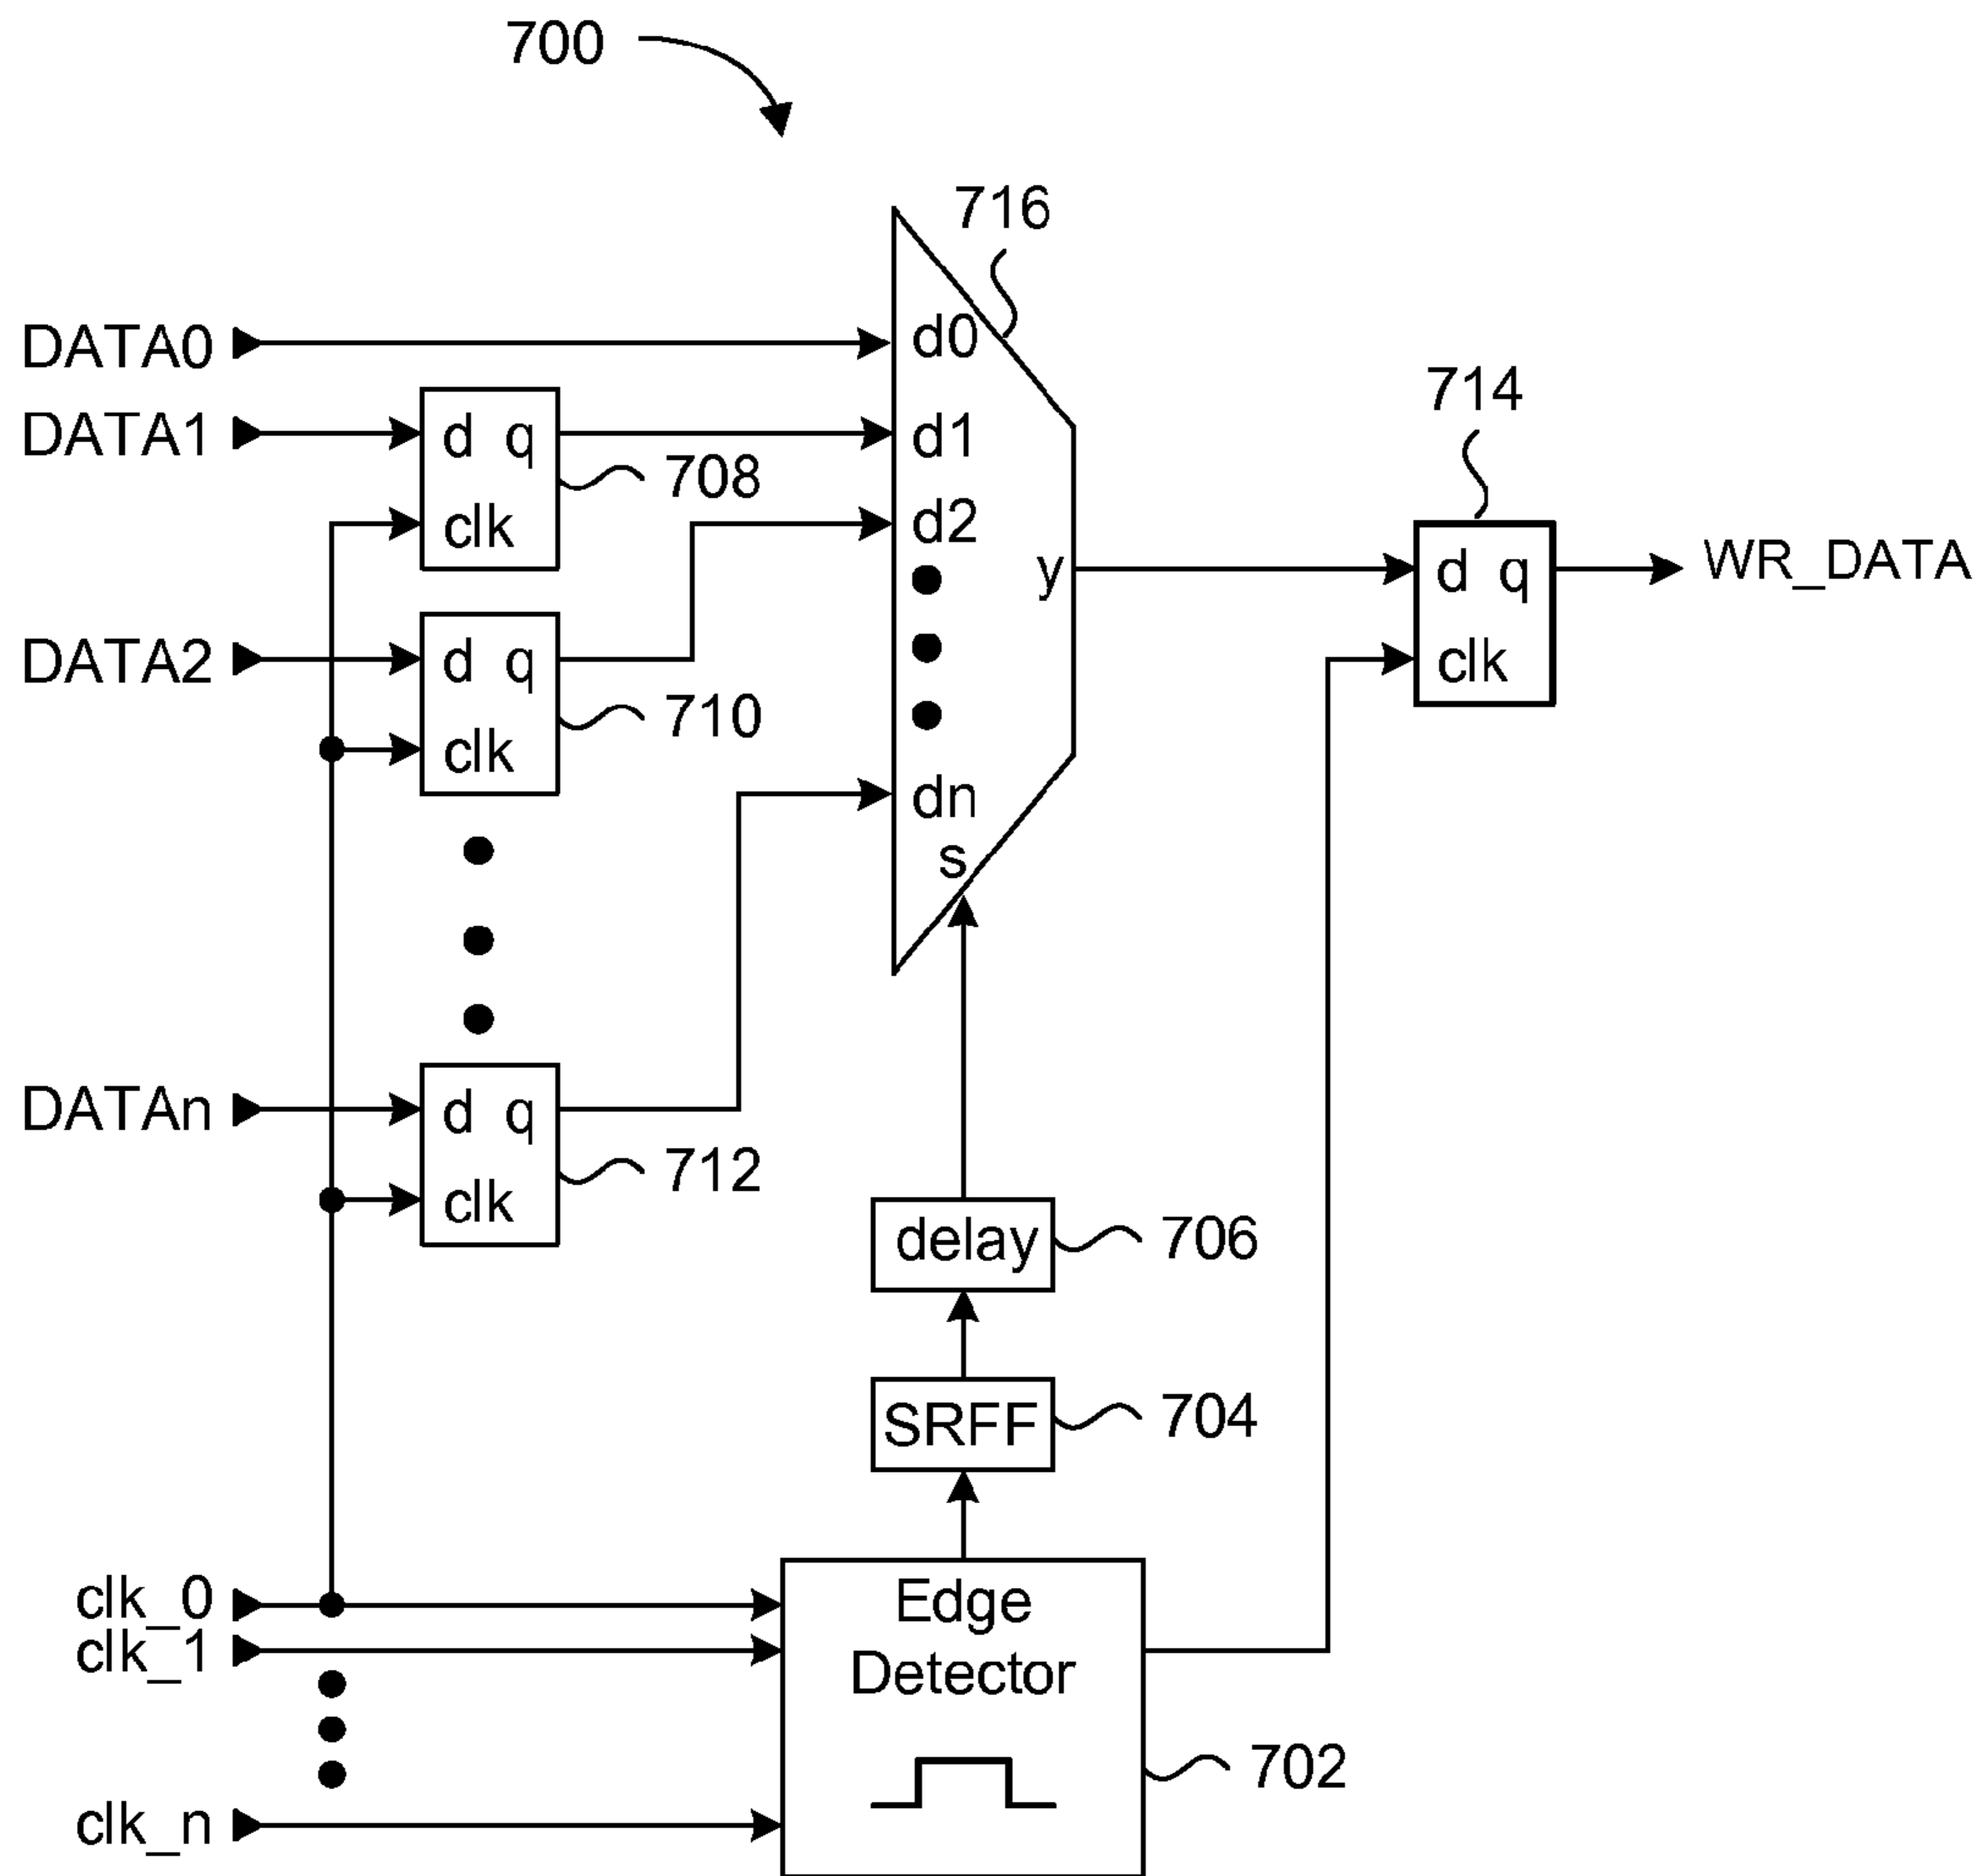 700
716
DATA0
d0
DATA1
d q
d1
708
clk
d2
714
DATA2
d q
y
d q
WR_DATA
710
clk
clk
dn
s
DATAn
d q
712
clk
delay
706
SRFF
704
clk_0
Edge
clk_1
Detector
702
clk_n